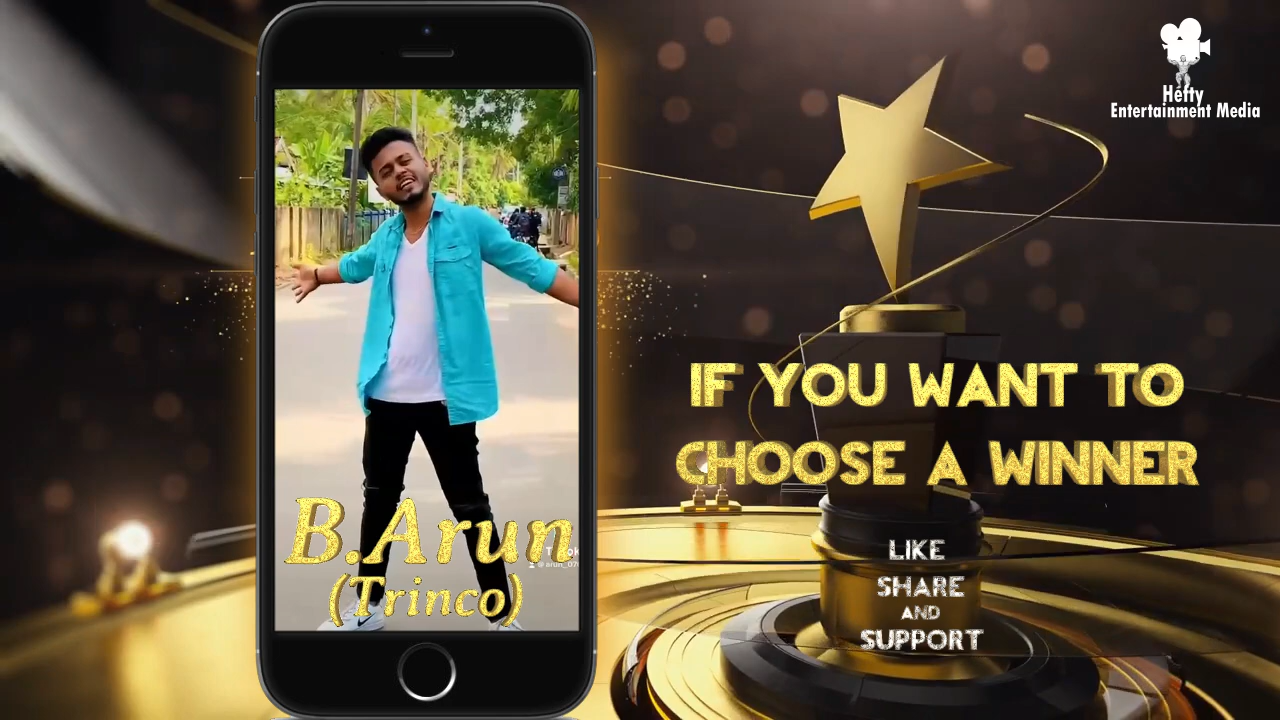 Hefty
Entertainment Media
IF YOU WANT TO
CHOOSE A WINNER
LIKE
SHARE
AND
SUPPORT
B.Arun
(Trinco)